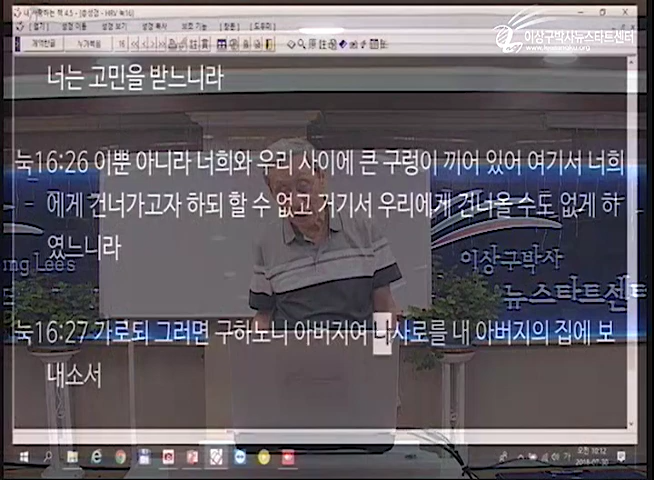 너는 고민을 받느니라
눅16:26 이뿐 아니라 너희와 우리 사이에 큰 구렁이 끼어 있어 여기서 너희
에게 건너가고자 하되 할 수 없고 거기서 우리에게 건너올 수도 없게 하
였느니라
눅16:27 가로되 그러면 구하노니 아버지여 나사로를 내 아버지의 집에 보
내소서
이상구박사뉴스타트센터
이상구박사
뉴스타트센트
오전 10:12